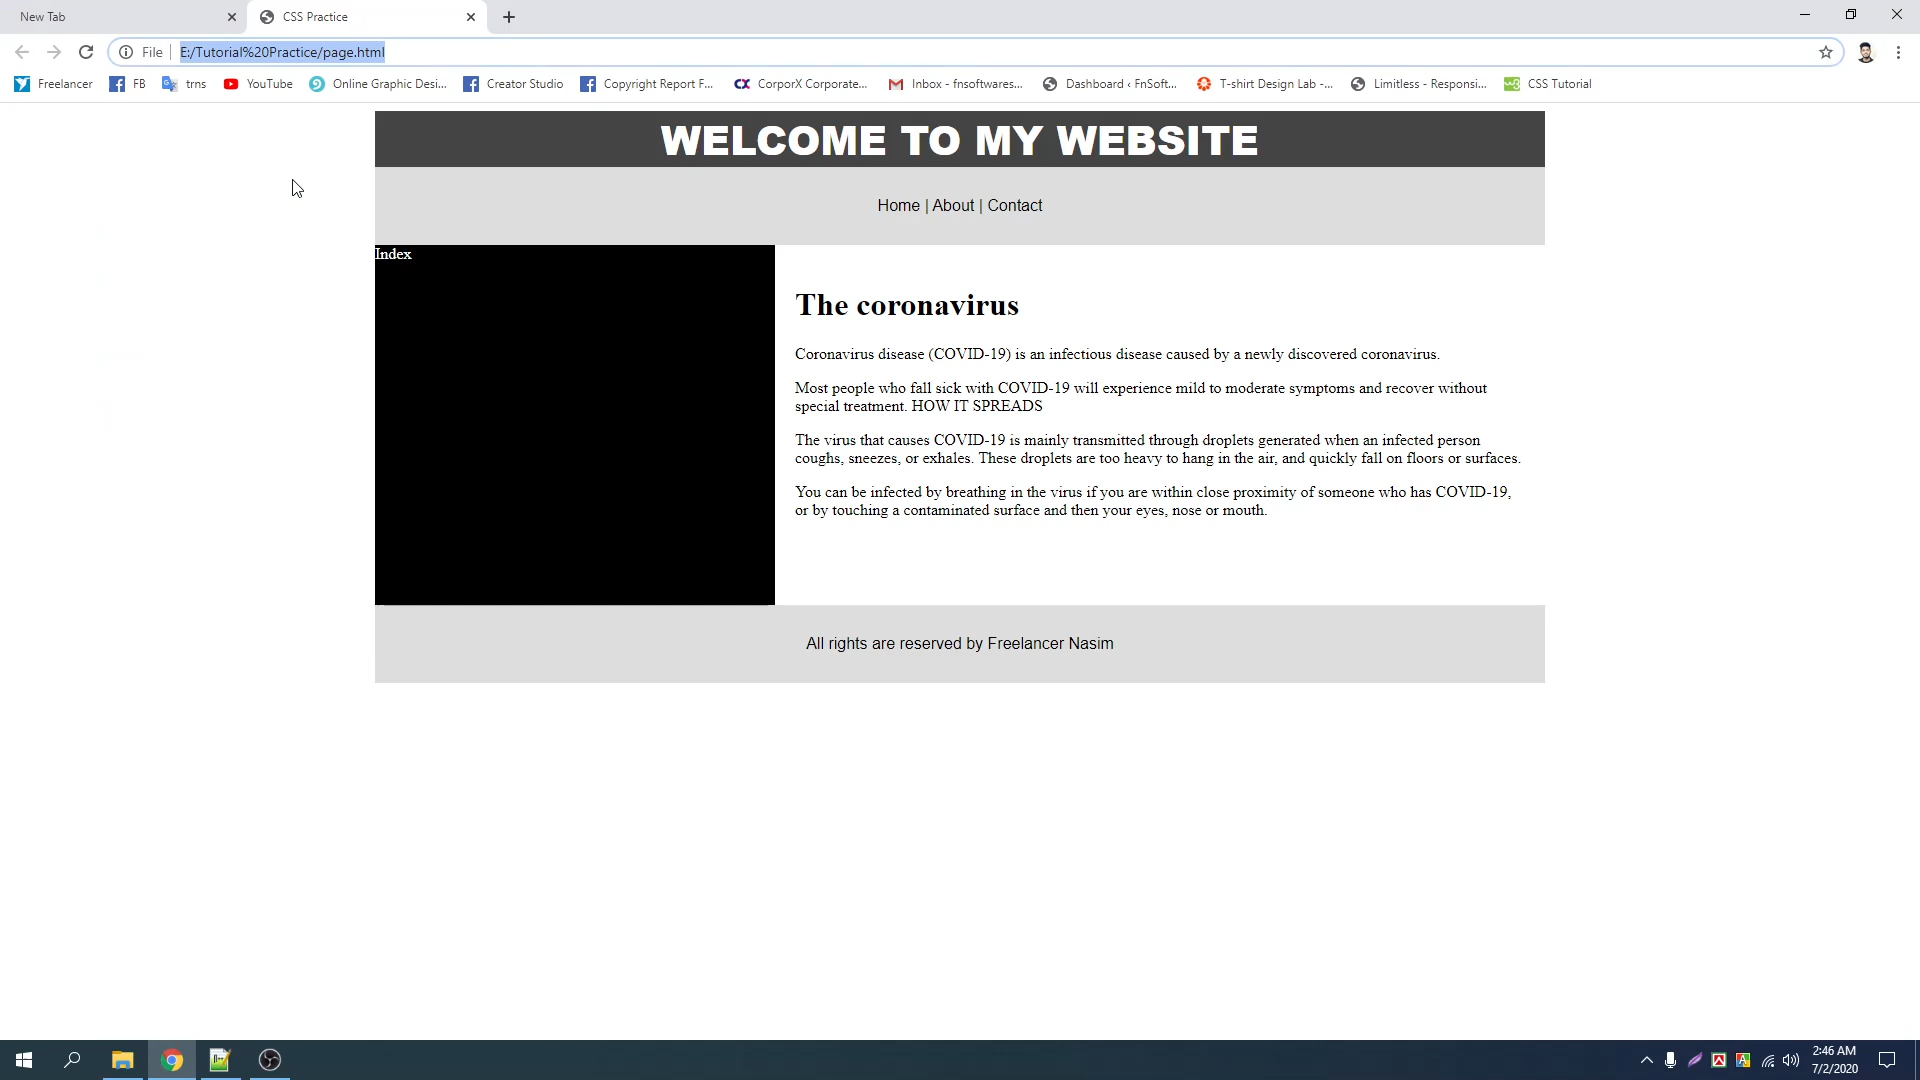 New Tab
CSS Practice
File
E:/Tutorial%20Practice/page.html
Freelancer
FB
trns
YouTube
Online Graphic Desi...
Creator Studio
Copyright Report F...
CorporX Corporate...
Inbox - fnsoftwares...
Dashboard ‹ FnSoft...
T-shirt Design Lab -...
Limitless - Responsi...
CSS Tutorial
WELCOME TO MY WEBSITE
Home | About | Contact
Index
The coronavirus
Coronavirus disease (COVID-19) is an infectious disease caused by a newly discovered coronavirus.
Most people who fall sick with COVID-19 will experience mild to moderate symptoms and recover without
special treatment. HOW IT SPREADS
The virus that causes COVID-19 is mainly transmitted through droplets generated when an infected person
coughs, sneezes, or exhales. These droplets are too heavy to hang in the air, and quickly fall on floors or surfaces.
You can be infected by breathing in the virus if you are within close proximity of someone who has COVID-19,
or by touching a contaminated surface and then your eyes, nose or mouth.
All rights are reserved by Freelancer Nasim
2:46 AM
7/2/2020